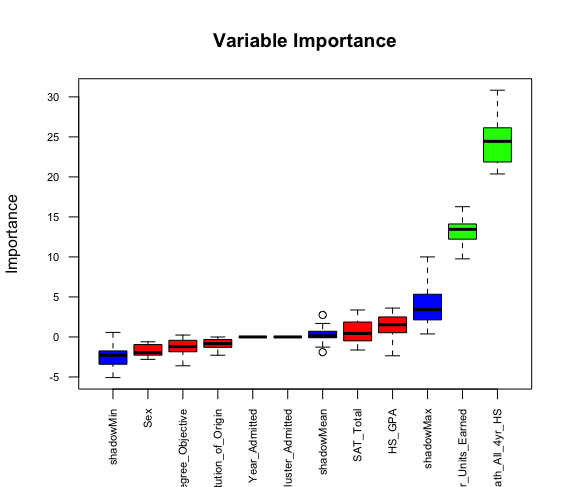 Variable Importance
Importance
30
25
20
15
10
5
0
-5
shadowMin
Sex
egree_Objective
tution_of_Origin
Year_Admitted
luster_Admitted
shadowMean
SAT_Total
HS_GPA
shadowMax
r_Units_Earned
ath_All_4yr_HS